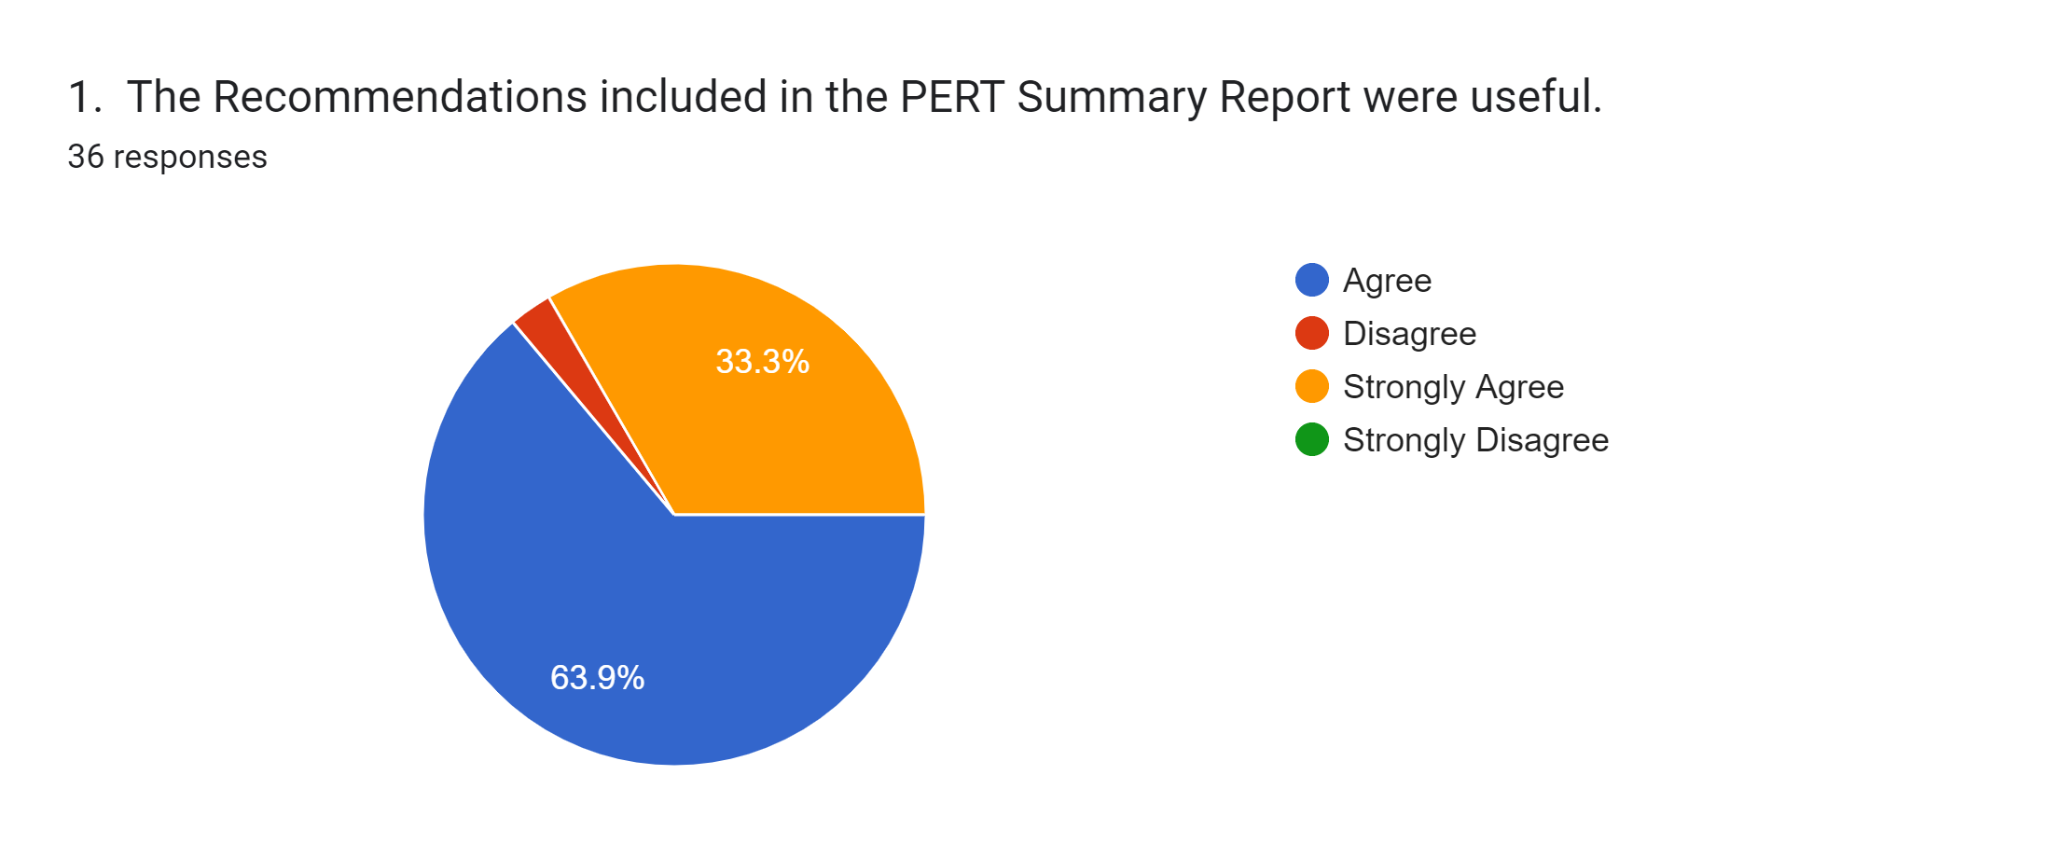 1. The Recommendations included in the PERT Summary Report were useful.
36 responses
33.3%
63.9%
Agree
Disagree
Strongly Agree
Strongly Disagree